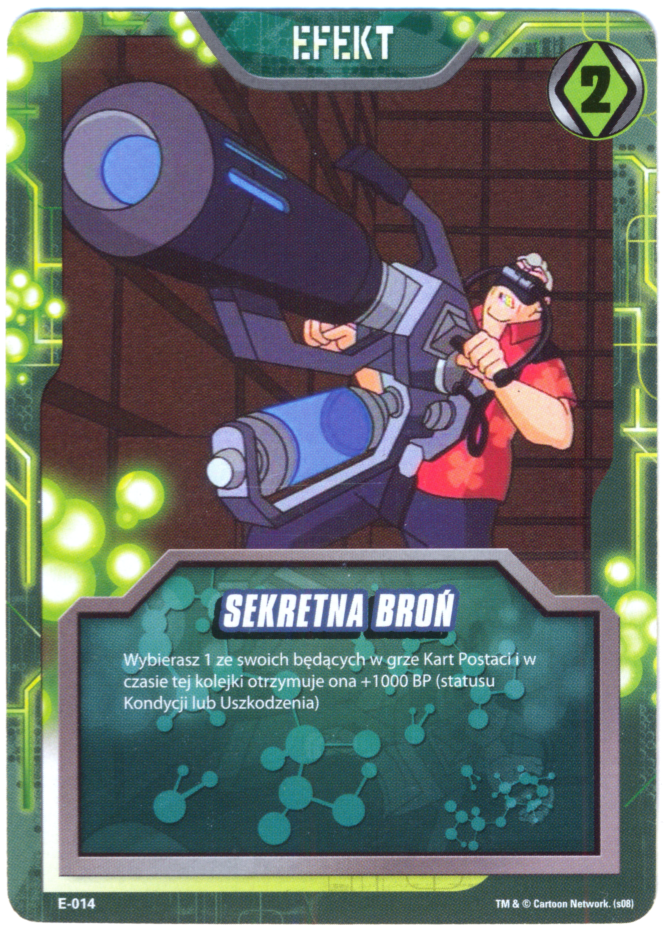 EFEKT
2
SEKRETNA BROŃ
Wybierasz 1 ze swoich będących w grze Kart Postaci i w
czasie tej kolejki otrzymuje ona +1000 BP (statusu
Kondycji lub Uszkodzenia)
E-014
TM & © Cartoon Network. (s08)